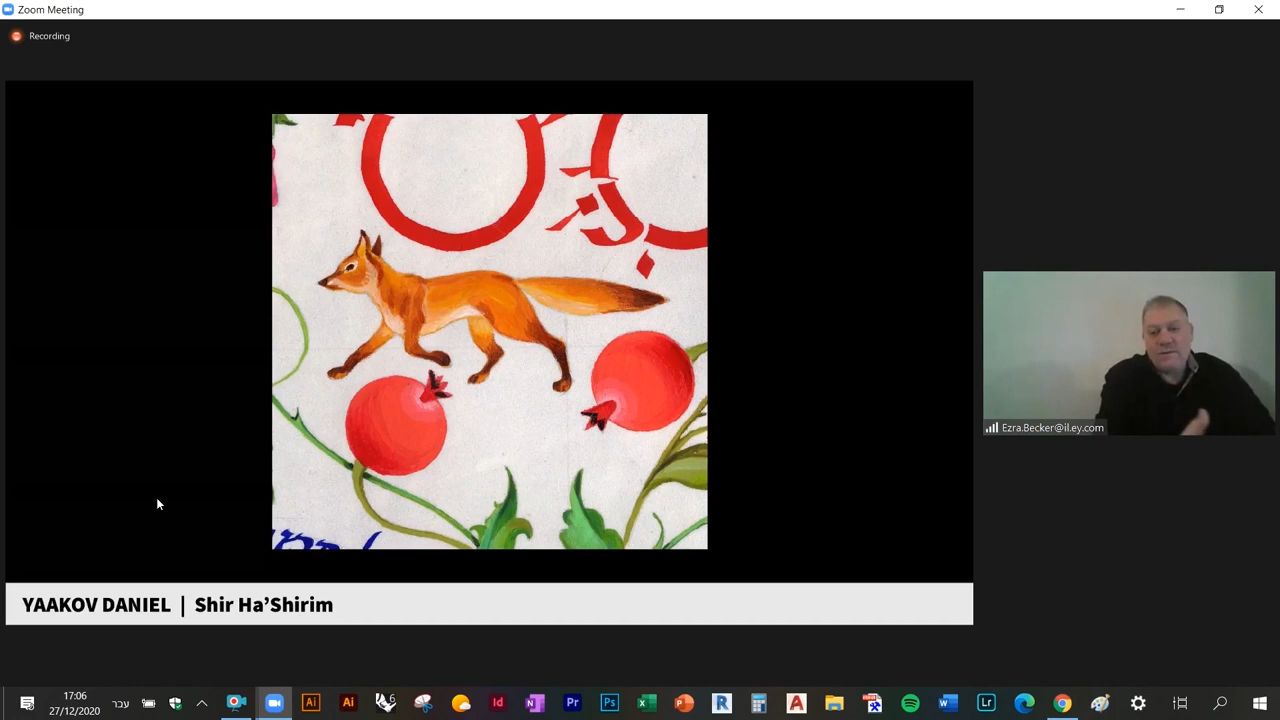 Zoom Meeting
Recording
Ezra.Becker@il.ey.com
YAAKOV DANIEL | Shir Ha'Shirim
17:06
27/12/2020
עבר